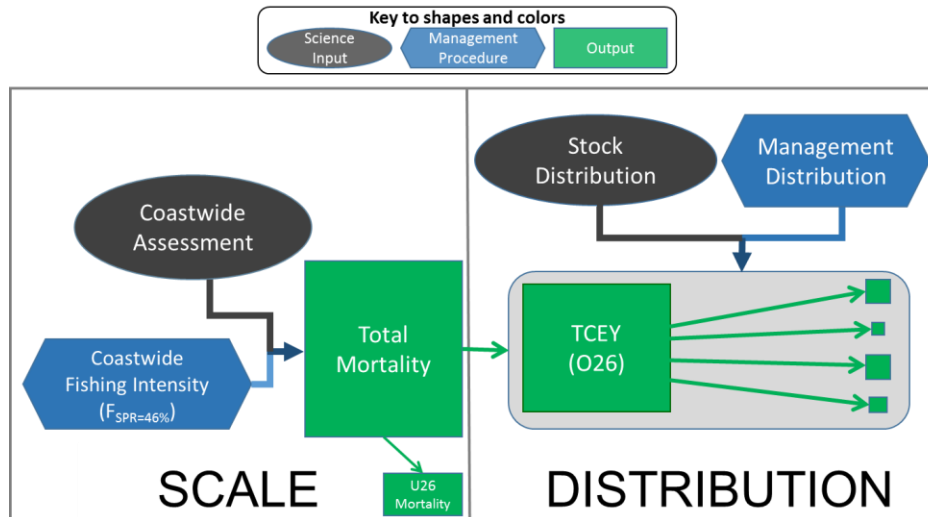 Key to shapes and colors
Science
Input
Management
Procedure
Output
Coastwide
Assessment
Coastwide
Fishing Intensity
(FSPR=46%)
Total
Mortality
U26
Mortality
SCALE
Stock
Distribution
Management
Distribution
TCEY
(O26)
DISTRIBUTION